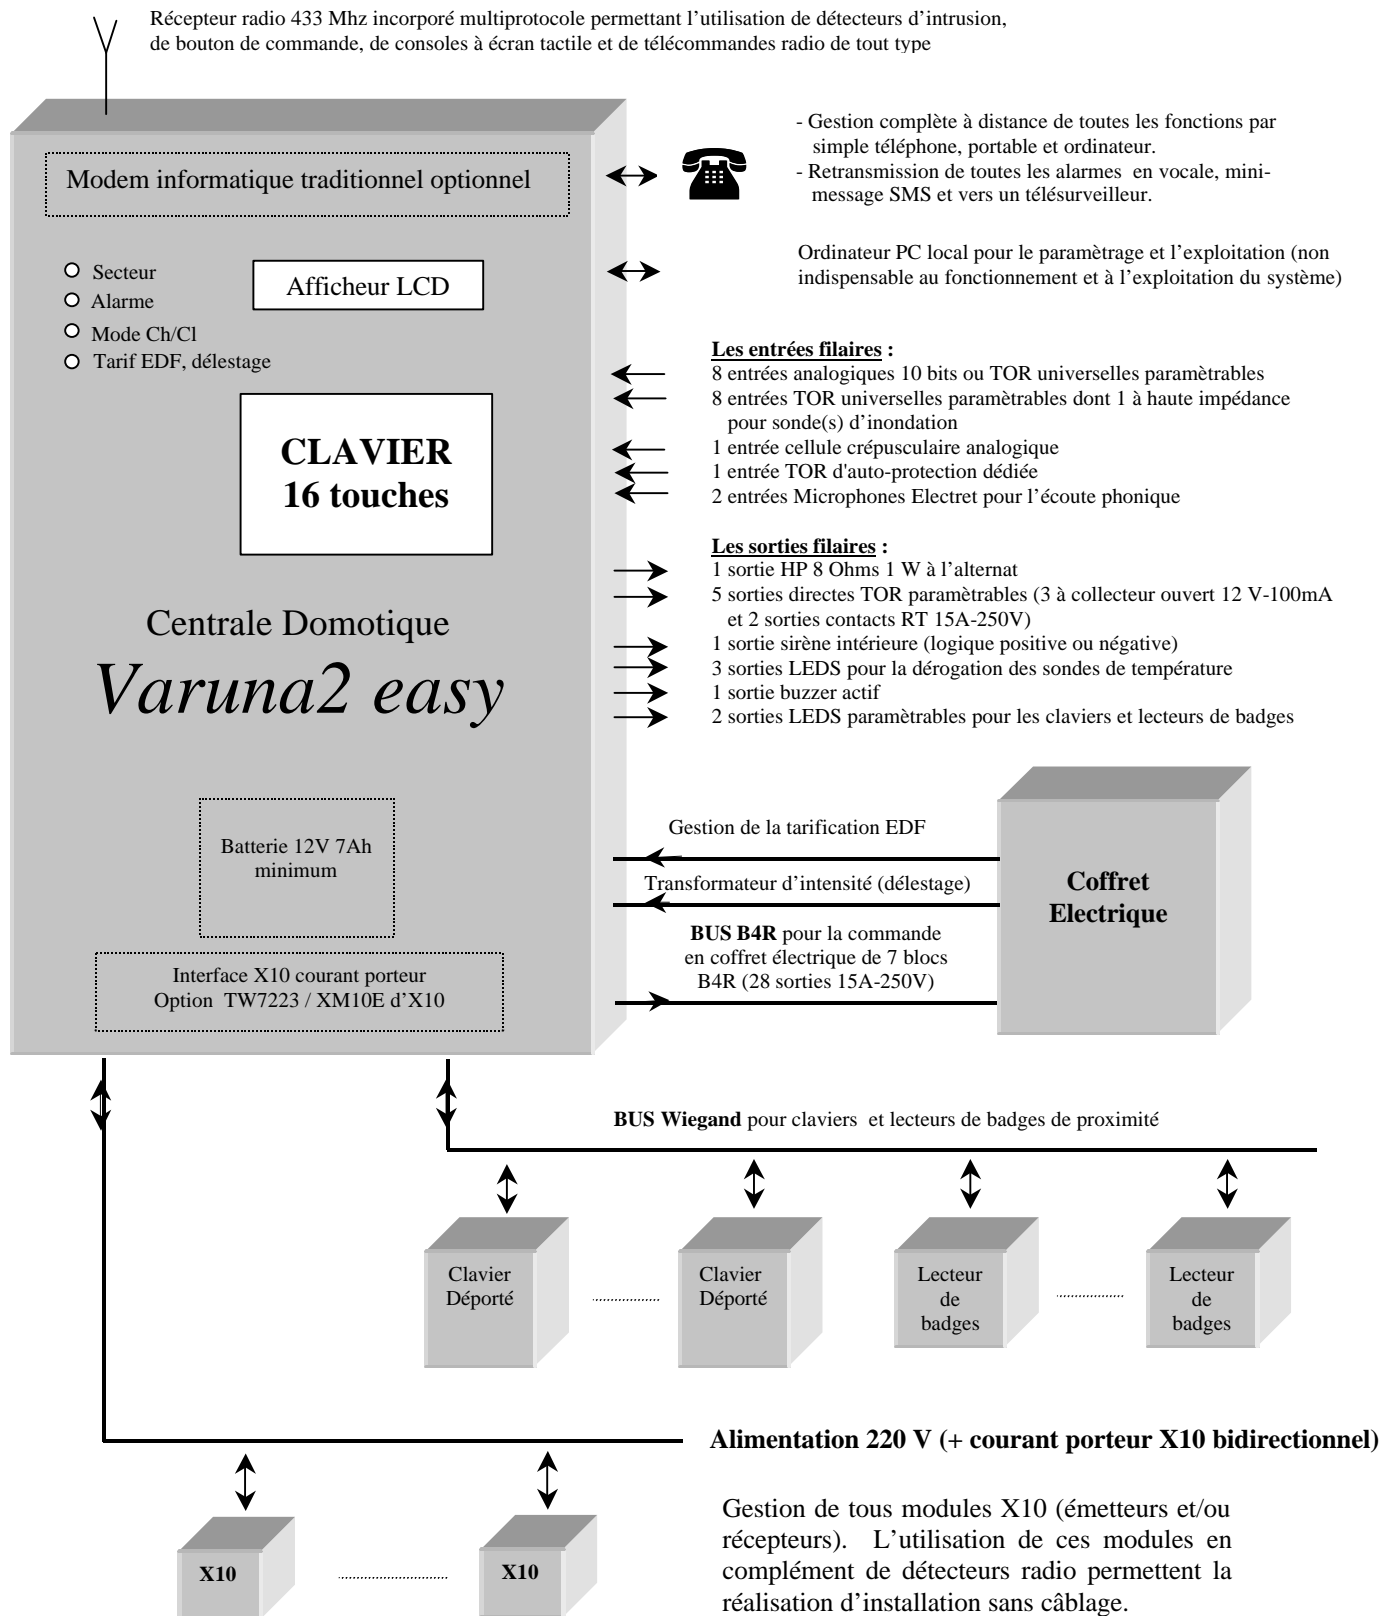 Récepteur radio 433 Mhz incorporé multiprotocole permettant l’utilisation de détecteurs d’intrusion,
de bouton de commande, de consoles à écran tactile et de télécommandes radio de tout type
Modem informatique traditionnel optionnel
- Gestion complète à distance de toutes les fonctions par
simple téléphone, portable et ordinateur.
- Retransmission de toutes les alarmes en vocale, mini-
message SMS et vers un télésurveilleur.
Secteur
Alarme
Mode Ch/Cl
Tarif EDF, délestage
Afficheur LCD
Ordinateur PC local pour le paramètrage et l’exploitation (non
indispensable au fonctionnement et à l’exploitation du système)
Les entrées filaires :
8 entrées analogiques 10 bits ou TOR universelles paramètrables
8 entrées TOR universelles paramètrables dont 1 à haute impédance
pour sonde(s) d’inondation
1 entrée cellule crépusculaire analogique
1 entrée TOR d'auto-protection dédiée
2 entrées Microphones Electret pour l’écoute phonique
CLAVIER
16 touches
Les sorties filaires :
1 sortie HP 8 Ohms 1 W à l’alternat
5 sorties directes TOR paramètrables (3 à collecteur ouvert 12 V-100mA
et 2 sorties contacts RT 15A-250V)
1 sortie sirène intérieure (logique positive ou négative)
3 sorties LEDS pour la dérogation des sondes de température
1 sortie buzzer actif
2 sorties LEDS paramètrables pour les claviers et lecteurs de badges
Centrale Domotique
Varuna2 easy
Batterie 12V 7Ah
minimum
Interface X10 courant porteur
Option TW7223 / XM10E d’X10
Gestion de la tarification EDF
Transformateur d’intensité (délestage)
BUS B4R pour la commande
en coffret électrique de 7 blocs
B4R (28 sorties 15A-250V)
Coffret
Electrique
BUS Wiegand pour claviers et lecteurs de badges de proximité
Clavier
Déporté
Clavier
Déporté
Lecteur
de
badges
Lecteur
de
badges
Alimentation 220 V (+ courant porteur X10 bidirectionnel)
X10
X10
Gestion de tous modules X10 (émetteurs et/ou
récepteurs). L’utilisation de ces modules en
complément de détecteurs radio permettent la
réalisation d’installation sans câblage.